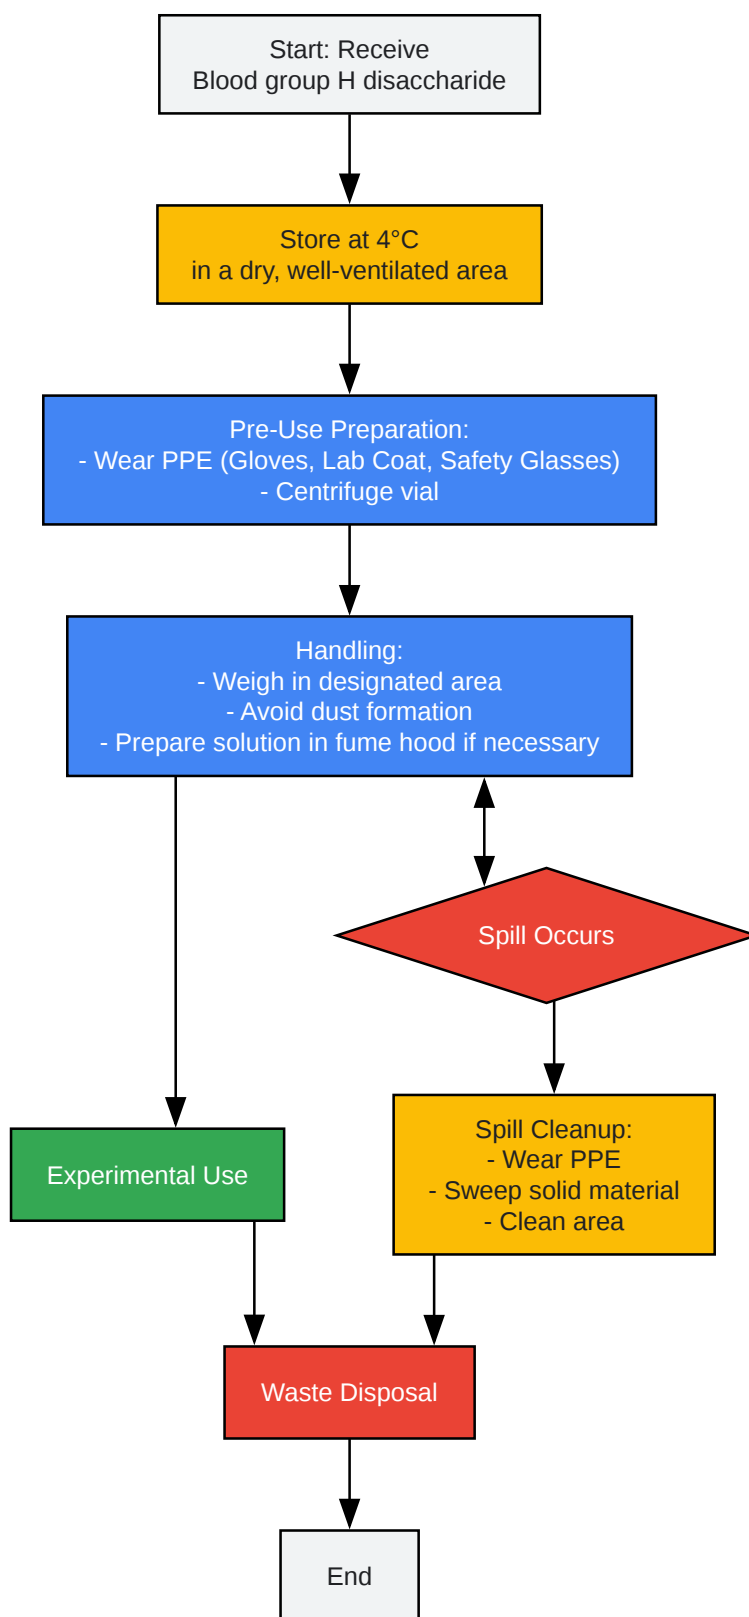 Start: Receive
Blood group H disaccharide
Store at 4°C
in a dry, well-ventilated area
Pre-Use Preparation:
- Wear PPE (Gloves, Lab Coat, Safety Glasses)
- Centrifuge vial
Handling:
- Weigh in designated area
- Avoid dust formation
- Prepare solution in fume hood if necessary
Spill Occurs
Spill Cleanup:
- Wear PPE
- Sweep solid material
- Clean area
Experimental Use
Waste Disposal
End